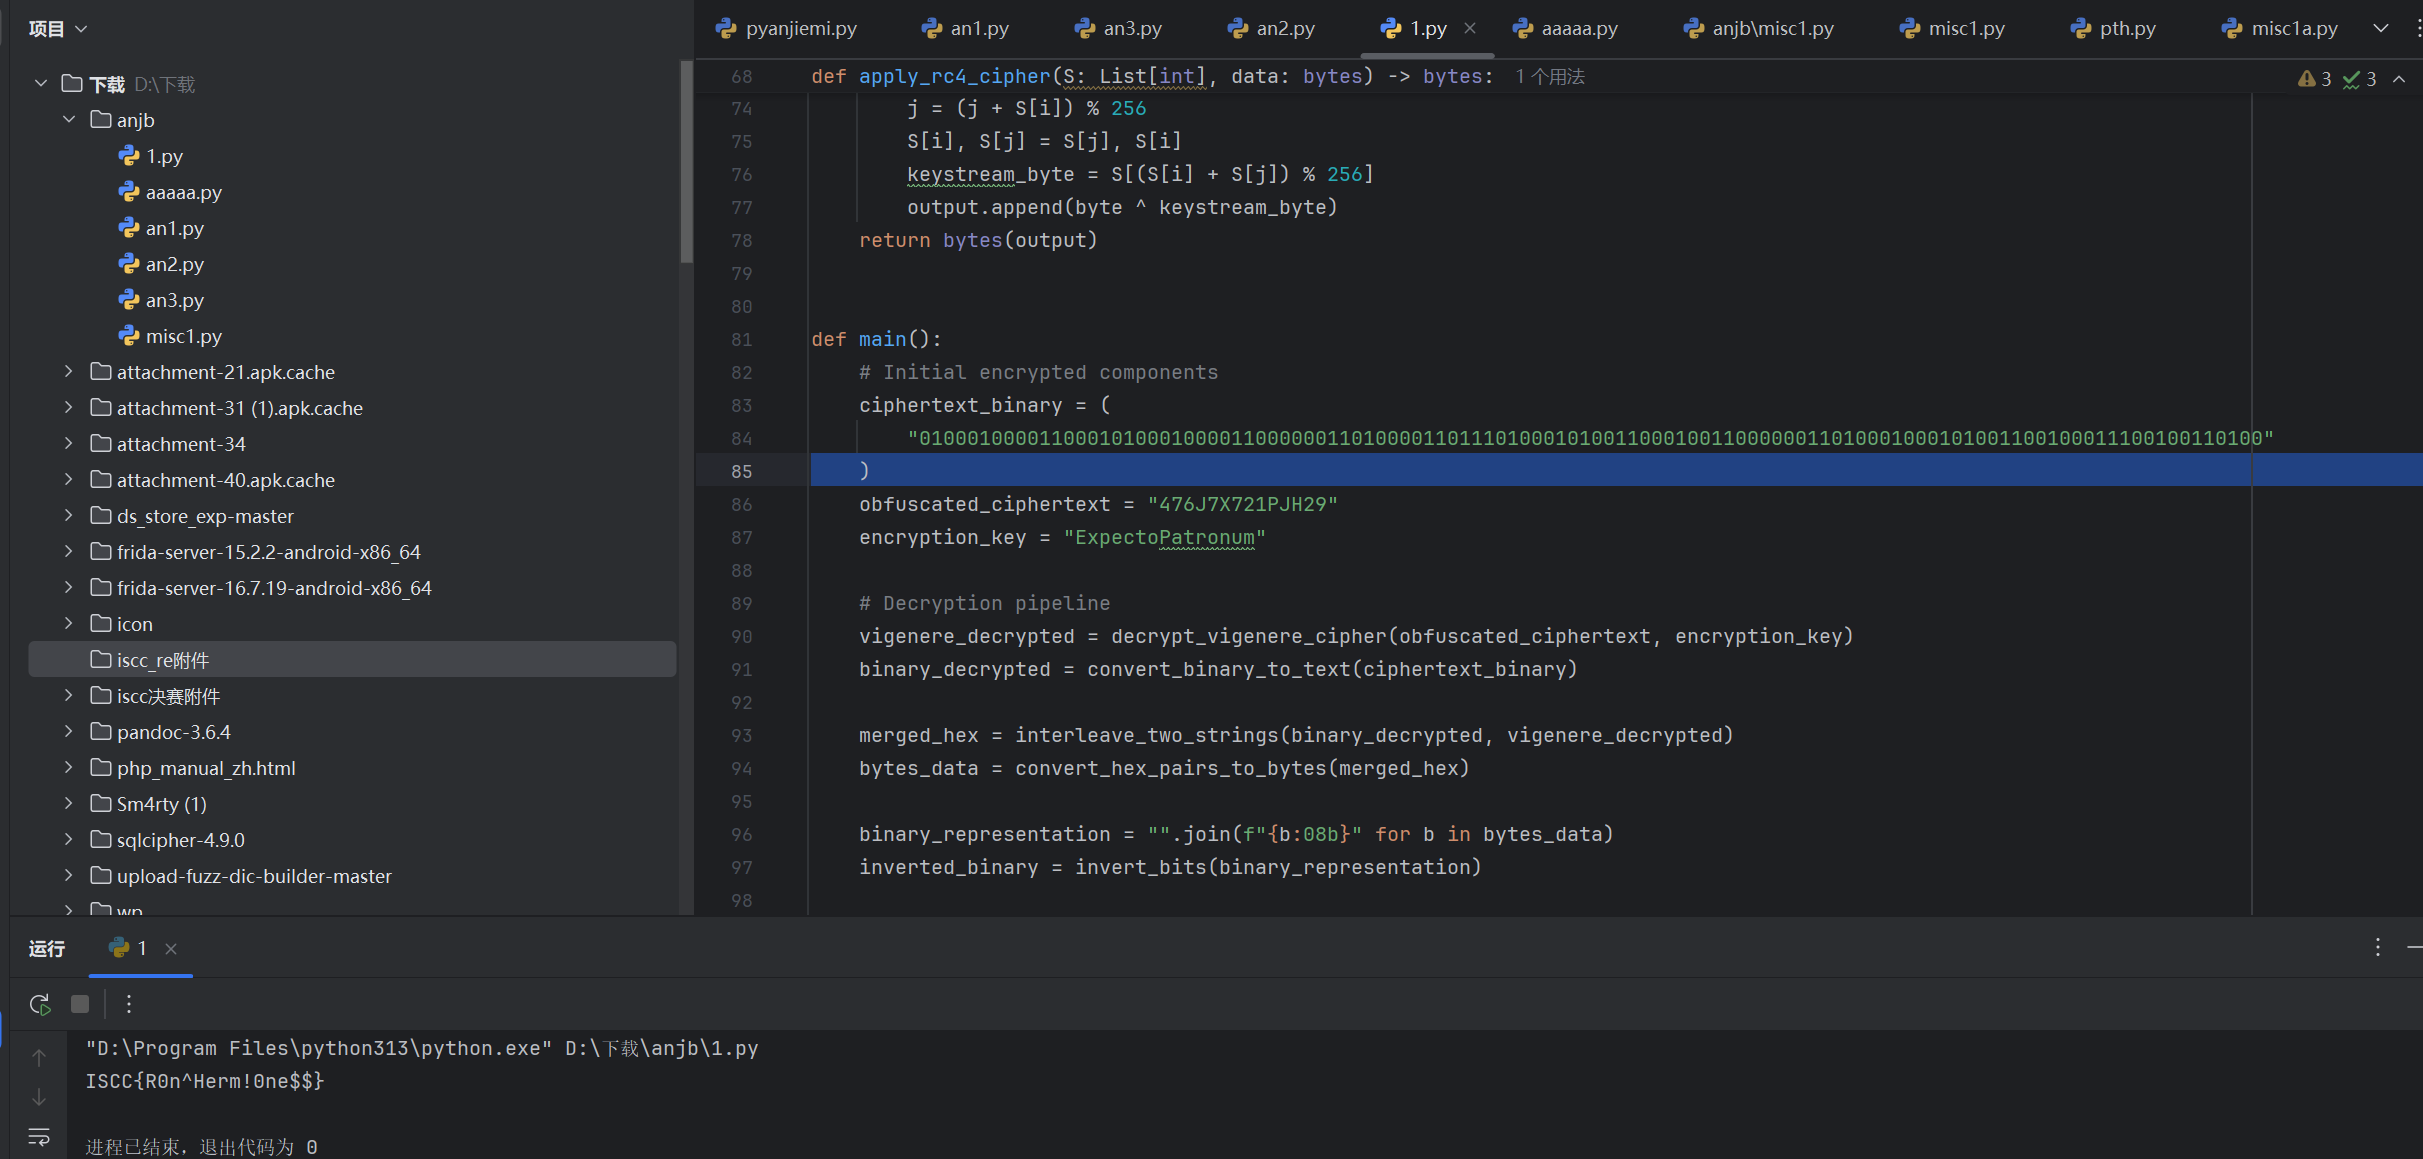 项目
下载 D:\下载
anjb
1.py
aaaaa.py
an1.py
an2.py
an3.py
misc1.py
attachment-21.apk.cache
attachment-31 (1).apk.cache
attachment-34
attachment-40.apk.cache
ds_store_exp-master
frida-server-15.2.2-android-x86_64
frida-server-16.7.19-android-x86_64
icon
iscc_re附件
iscc决赛附件
pandoc-3.6.4
php_manual_zh.html
Sm4rty (1)
sqlcipher-4.9.0
upload-fuzz-dic-builder-master
wp
pyanjiemi.py an1.py an3.py an2.py 1.py aaaaa.py anjb\misc1.py misc1.py pth.py misc1a.py
68 def apply_rc4_cipher(S: List[int], data: bytes) -> bytes: 1 个用法 3 3
74 j = (j + S[i]) % 256
75 S[i], S[j] = S[j], S[i]
76 keystream_byte = S[(S[i] + S[j]) % 256]
77 output.append(byte ^ keystream_byte)
78 return bytes(output)
79
80
81 def main():
82 # Initial encrypted components
83 ciphertext_binary = (
84 "0100010000110001010001000011000000110100001101110100010100110001001100000011010001000101001100100011100100110100"
85 )
86 obfuscated_ciphertext = "476J7X721PJH29"
87 encryption_key = "ExpectoPatronum"
88
89 # Decryption pipeline
90 vigenere_decrypted = decrypt_vigenere_cipher(obfuscated_ciphertext, encryption_key)
91 binary_decrypted = convert_binary_to_text(ciphertext_binary)
92
93 merged_hex = interleave_two_strings(binary_decrypted, vigenere_decrypted)
94 bytes_data = convert_hex_pairs_to_bytes(merged_hex)
95
96 binary_representation = "".join(f"{b:08b}" for b in bytes_data)
97 inverted_binary = invert_bits(binary_representation)
98
运行 1
"D:\Program Files\python313\python.exe" D:\下载\anjb\1.py
ISCC{R0n^Herm!0ne$$}
进程已结束，退出代码为 0